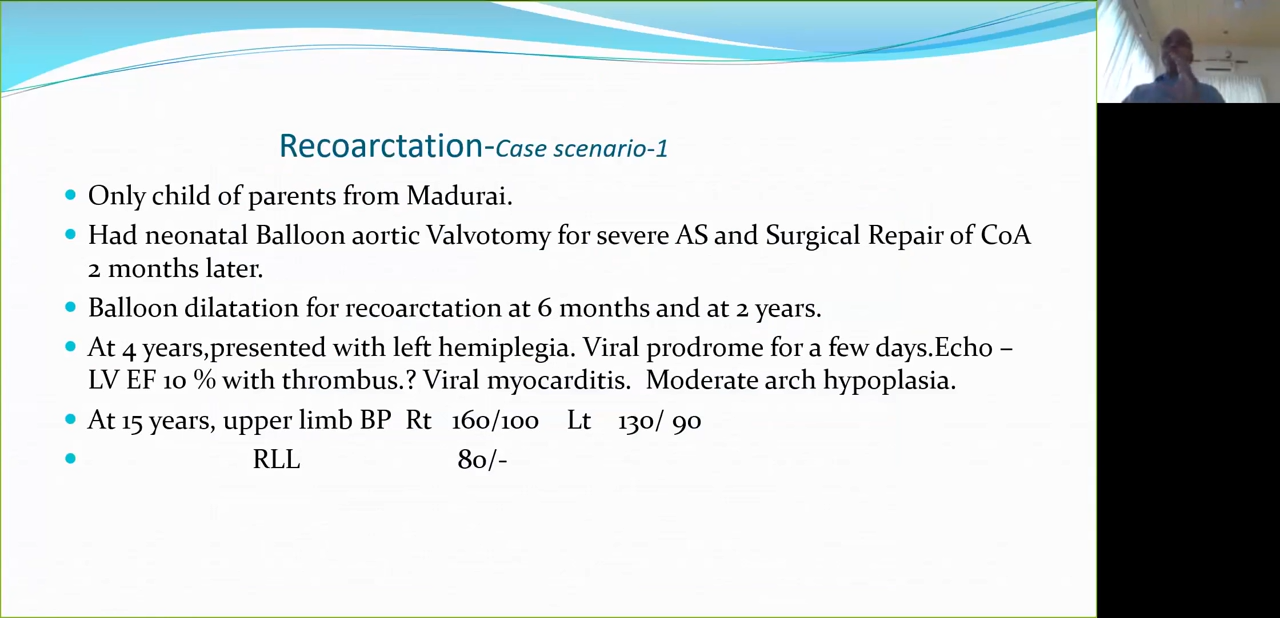 Recoarctation-Case scenario-1
Only child of parents from Madurai.
Had neonatal Balloon aortic Valvotomy for severe AS and Surgical Repair of CoA
2 months later.
Balloon dilatation for recoarctation at 6 months and at 2 years.
At 4 years,presented with left hemiplegia. Viral prodrome for a few days.Echo –
LV EF 10 % with thrombus.? Viral myocarditis. Moderate arch hypoplasia.
At 15 years, upper limb BP Rt 160/100 Lt 130/ 90
RLL 80/-